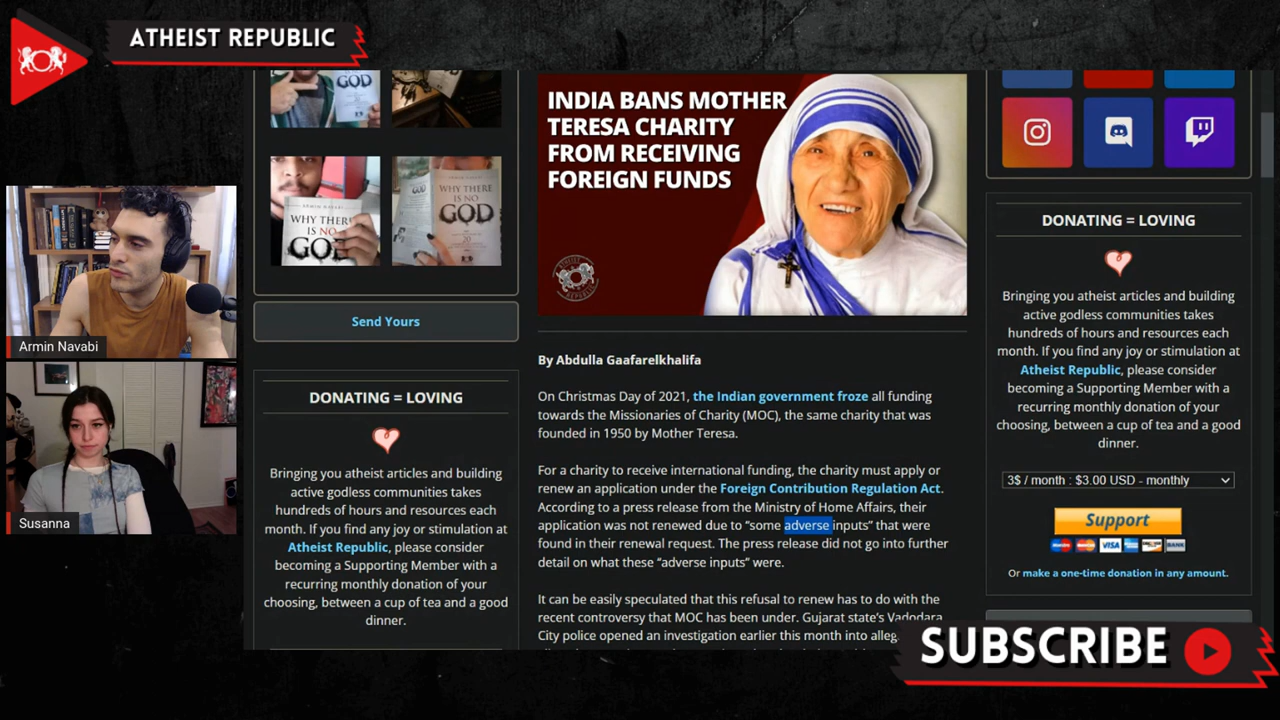 ATHEIST REPUBLIC
Armin Navabi
Susanna
GOD
WHY THERE
IS NO
GOD
WHY THERE
IS NO
GOD
Send Yours
DONATING = LOVING
Bringing you atheist articles and building
active godless communities takes
hundreds of hours and resources each
month. If you find any joy or stimulation at
Atheist Republic, please consider
becoming a Supporting Member with a
recurring monthly donation of your
choosing, between a cup of tea and a good
dinner.
INDIA BANS MOTHER
TERESA CHARITY
FROM RECEIVING
FOREIGN FUNDS
By Abdulla Gaafarelkhalifa
On Christmas Day of 2021, the Indian government froze all funding
towards the Missionaries of Charity (MOC), the same charity that was
founded in 1950 by Mother Teresa.
For a charity to receive international funding, the charity must apply or
renew an application under the Foreign Contribution Regulation Act.
According to a press release from the Ministry of Home Affairs, their
application was not renewed due to “some adverse inputs” that were
found in their renewal request. The press release did not go into further
detail on what these “adverse inputs” were.
It can be easily speculated that this refusal to renew has to do with the
recent controversy that MOC has been under. Gujarat state’s Vadodara
City police opened an investigation earlier this month into
DONATING = LOVING
Bringing you atheist articles and building
active godless communities takes
hundreds of hours and resources each
month. If you find any joy or stimulation at
Atheist Republic, please consider
becoming a Supporting Member with a
recurring monthly donation of your
choosing, between a cup of tea and a good
dinner.
3$ / month : $3.00 USD - monthly
Support
VISA
BANK
Or make a one-time donation in any amount.
SUBSCRIBE